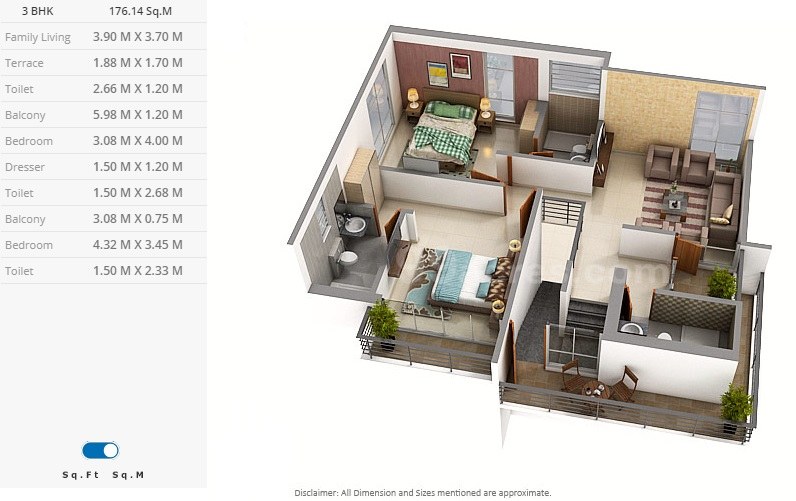 3 BHK 176.14 Sq.M
Family Living 3.90 M X 3.70 M
Terrace 1.88 M X 1.70 M
Toilet 2.66 M X 1.20 M
Balcony 5.98 M X 1.20 M
Bedroom 3.08 M X 4.00 M
Dresser 1.50 M X 1.20 M
Toilet 1.50 M X 2.68 M
Balcony 3.08 M X 0.75 M
Bedroom 4.32 M X 3.45 M
Toilet 1.50 M X 2.33 M
Sq.Ft Sq.M
Disclaimer: All Dimension and Sizes mentioned are approximate.